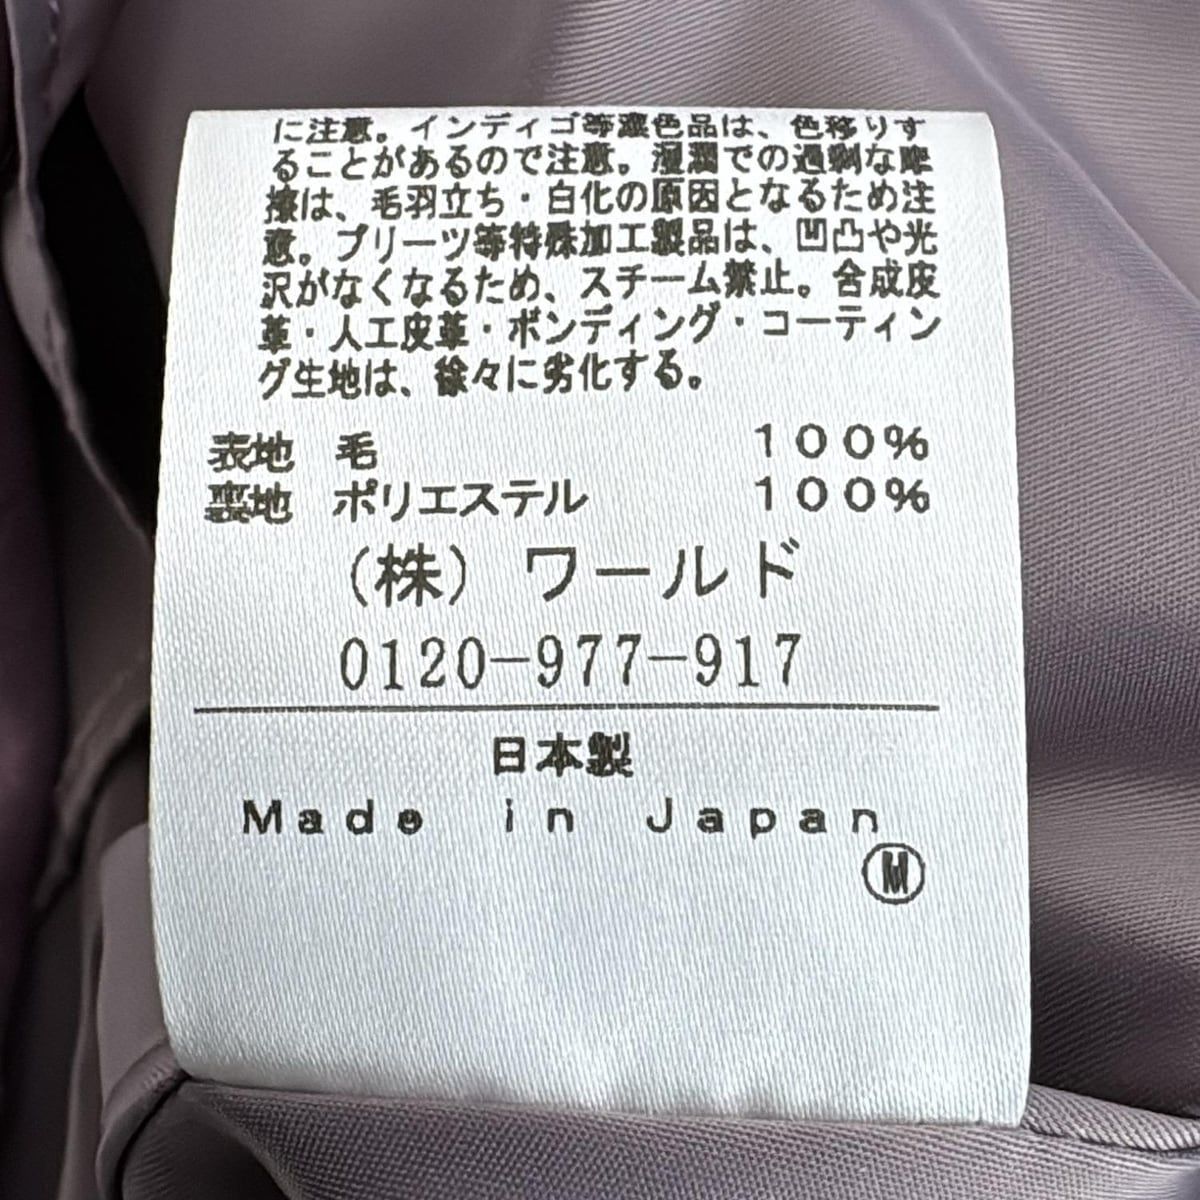 に注意。インディゴ等濃色品は、色移りす
ることがあるので注意。湿潤での過剰な摩
擦は、毛羽立ち・白化の原因となるため注
意。プリーツ等特殊加工製品は、凹凸や光
沢がなくなるため、スチーム禁止。合成皮
革・人工皮革・ボンディング・コーティン
グ生地は、徐々に劣化する。
表地 毛 100%
裏地 ポリエステル 100%
(株) ワールド
0120-977-917
日本製
Made in Japan
Ⓜ